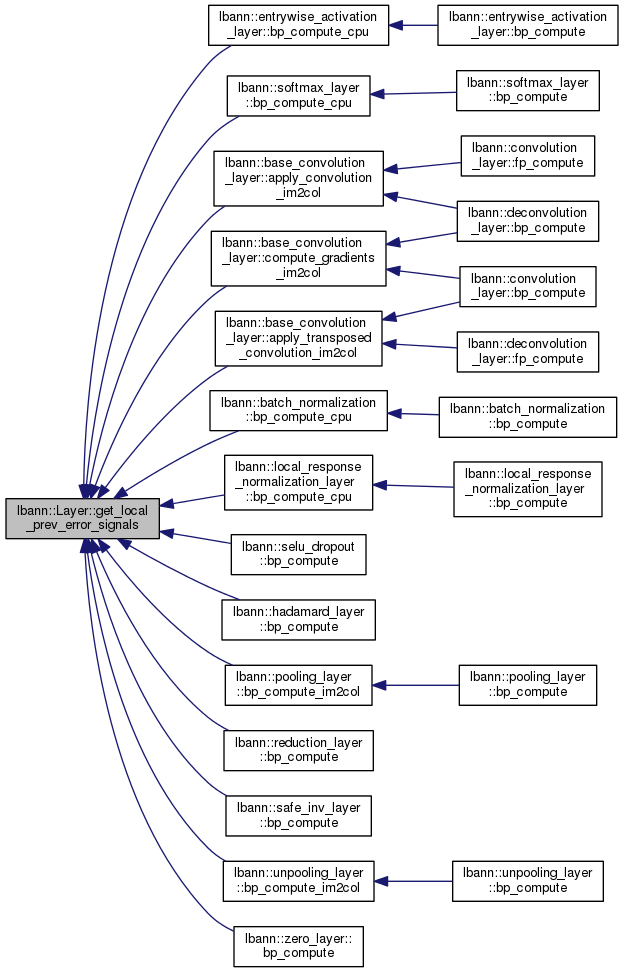 lbann::entrywise_activation
_layer::bp_compute_cpu
lbann::entrywise_activation
_layer::bp_compute
lbann::softmax_layer
::bp_compute_cpu
lbann::softmax_layer
::bp_compute
lbann::base_convolution
_layer::apply_convolution
_im2col
lbann::convolution
_layer::fp_compute
lbann::deconvolution
_layer::bp_compute
lbann::base_convolution
_layer::compute_gradients
_im2col
lbann::convolution
_layer::bp_compute
lbann::base_convolution
_layer::apply_transposed
_convolution_im2col
lbann::deconvolution
_layer::fp_compute
lbann::batch_normalization
::bp_compute_cpu
lbann::batch_normalization
::bp_compute
lbann::local_response
_normalization_layer
::bp_compute_cpu
lbann::local_response
_normalization_layer
::bp_compute
lbann::Layer::get_local
_prev_error_signals
lbann::selu_dropout
::bp_compute
lbann::hadamard_layer
::bp_compute
lbann::pooling_layer
::bp_compute_im2col
lbann::pooling_layer
::bp_compute
lbann::reduction_layer
::bp_compute
lbann::safe_inv_layer
::bp_compute
lbann::unpooling_layer
::bp_compute_im2col
lbann::unpooling_layer
::bp_compute
lbann::zero_layer::
bp_compute